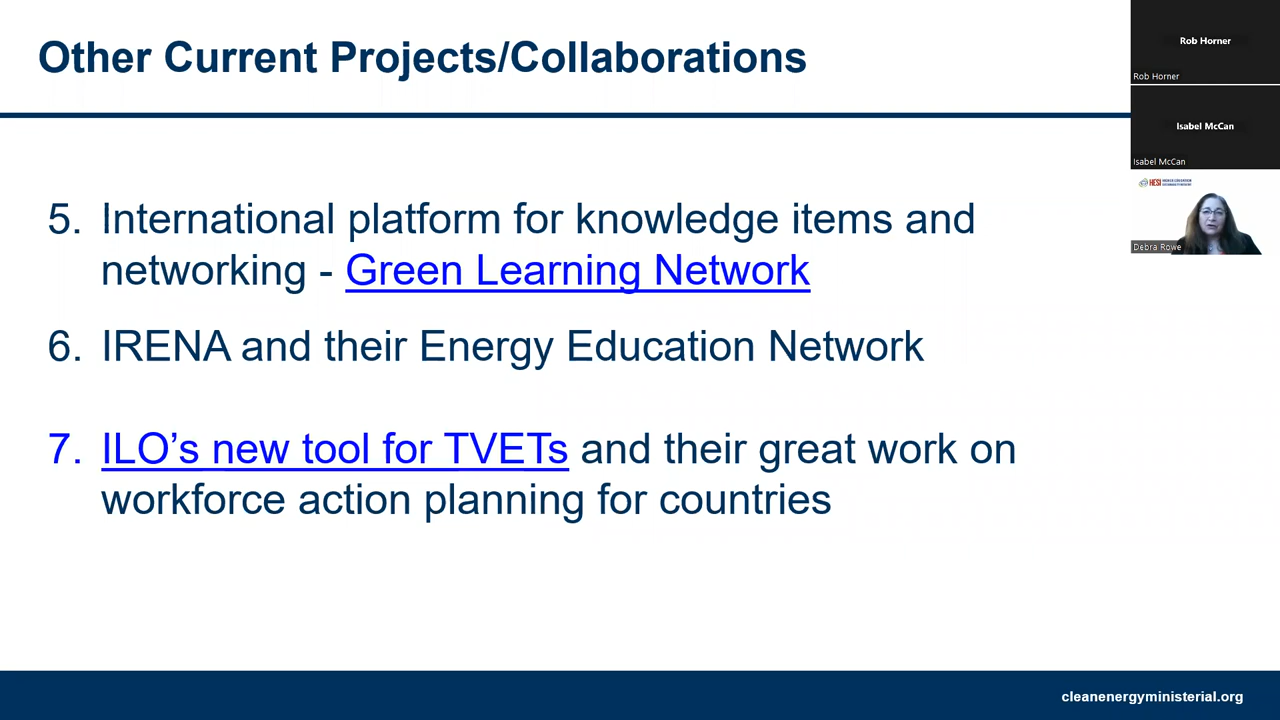 Other Current Projects/Collaborations
Rob Horner
Rob Horner
Isabel McCan
Isabel McCan
HESI
Debra Rowe
5. International platform for knowledge items and
networking - Green Learning Network
6. IRENA and their Energy Education Network
7. ILO’s new tool for TVETs and their great work on
workforce action planning for countries
cleanenergyministerial.org